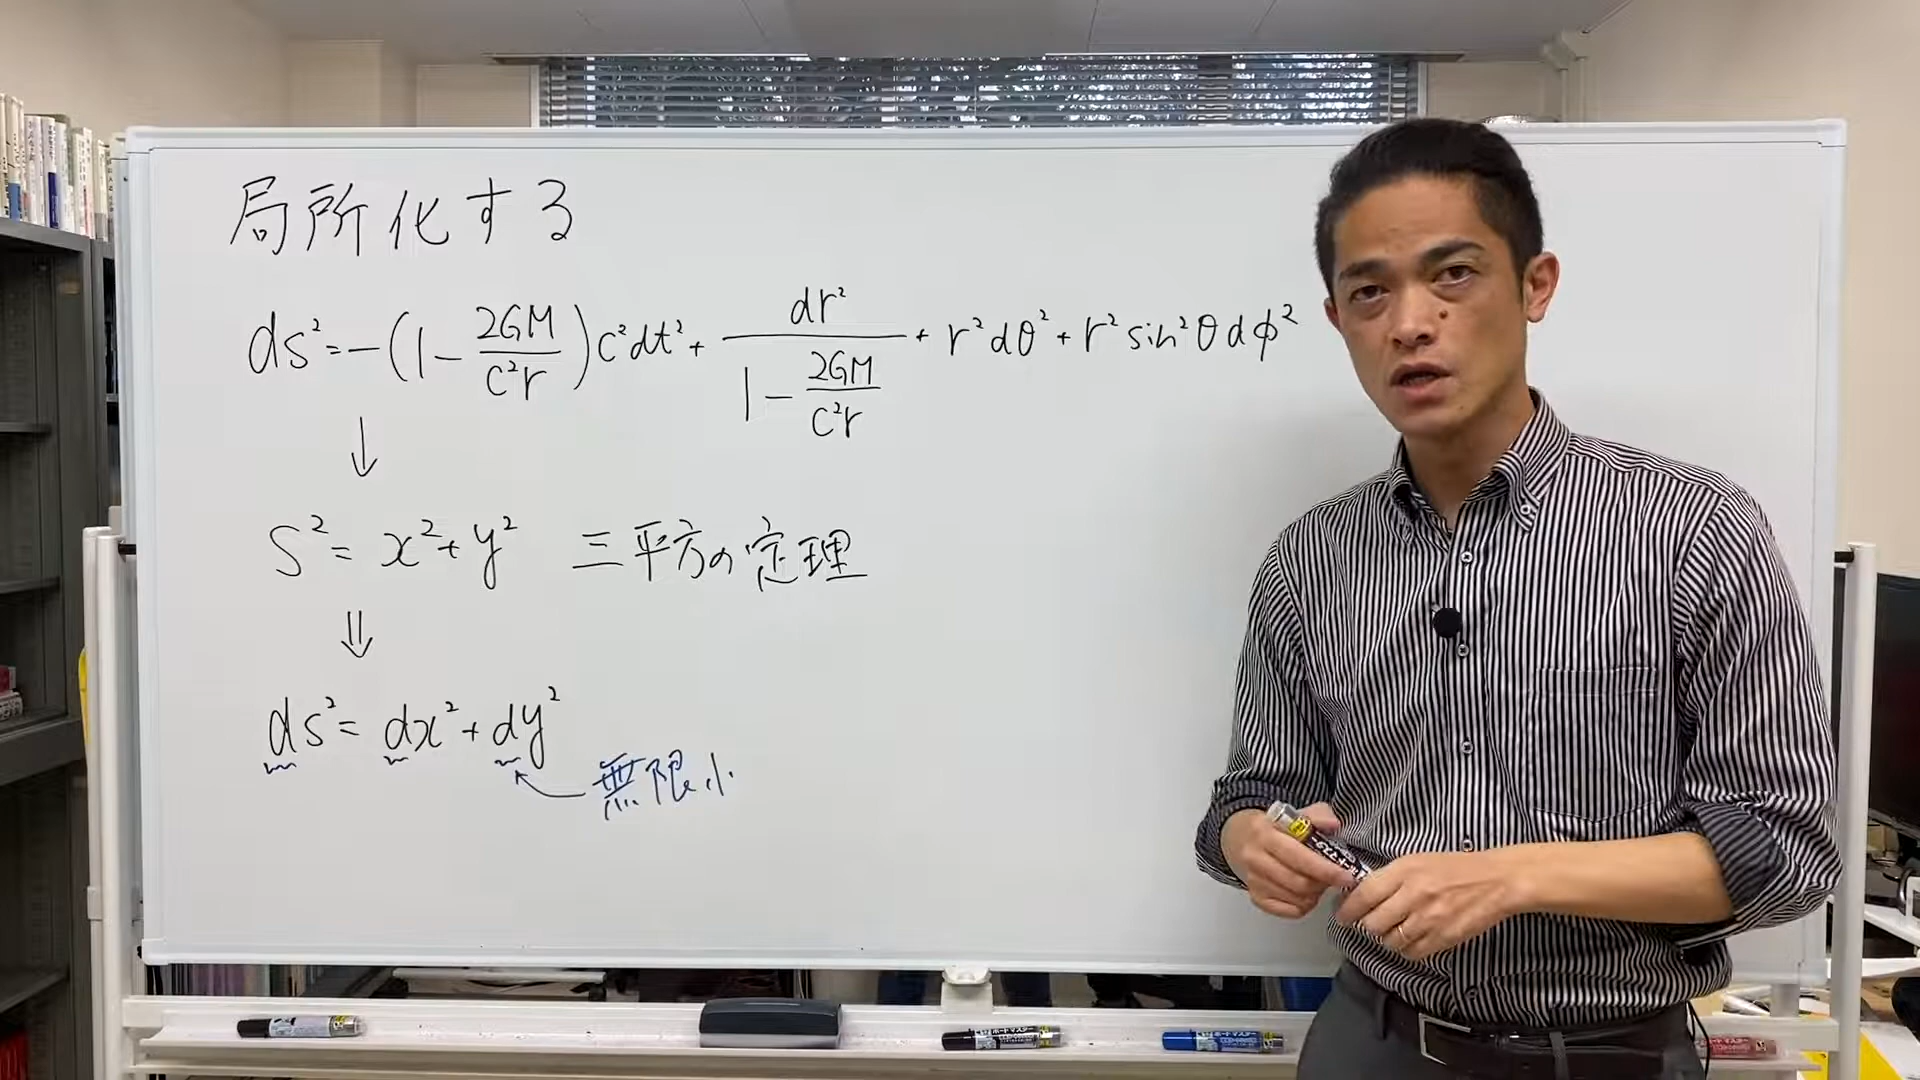 局所化する
ds²=-(1-2GM/c²r)c²dt²+dr²/(1-2GM/c²r)+r²dθ²+r²sin²θdφ²
↓
S²=x²+y² 三平方の定理
⇓
ds²=dx²+dy²
無限小